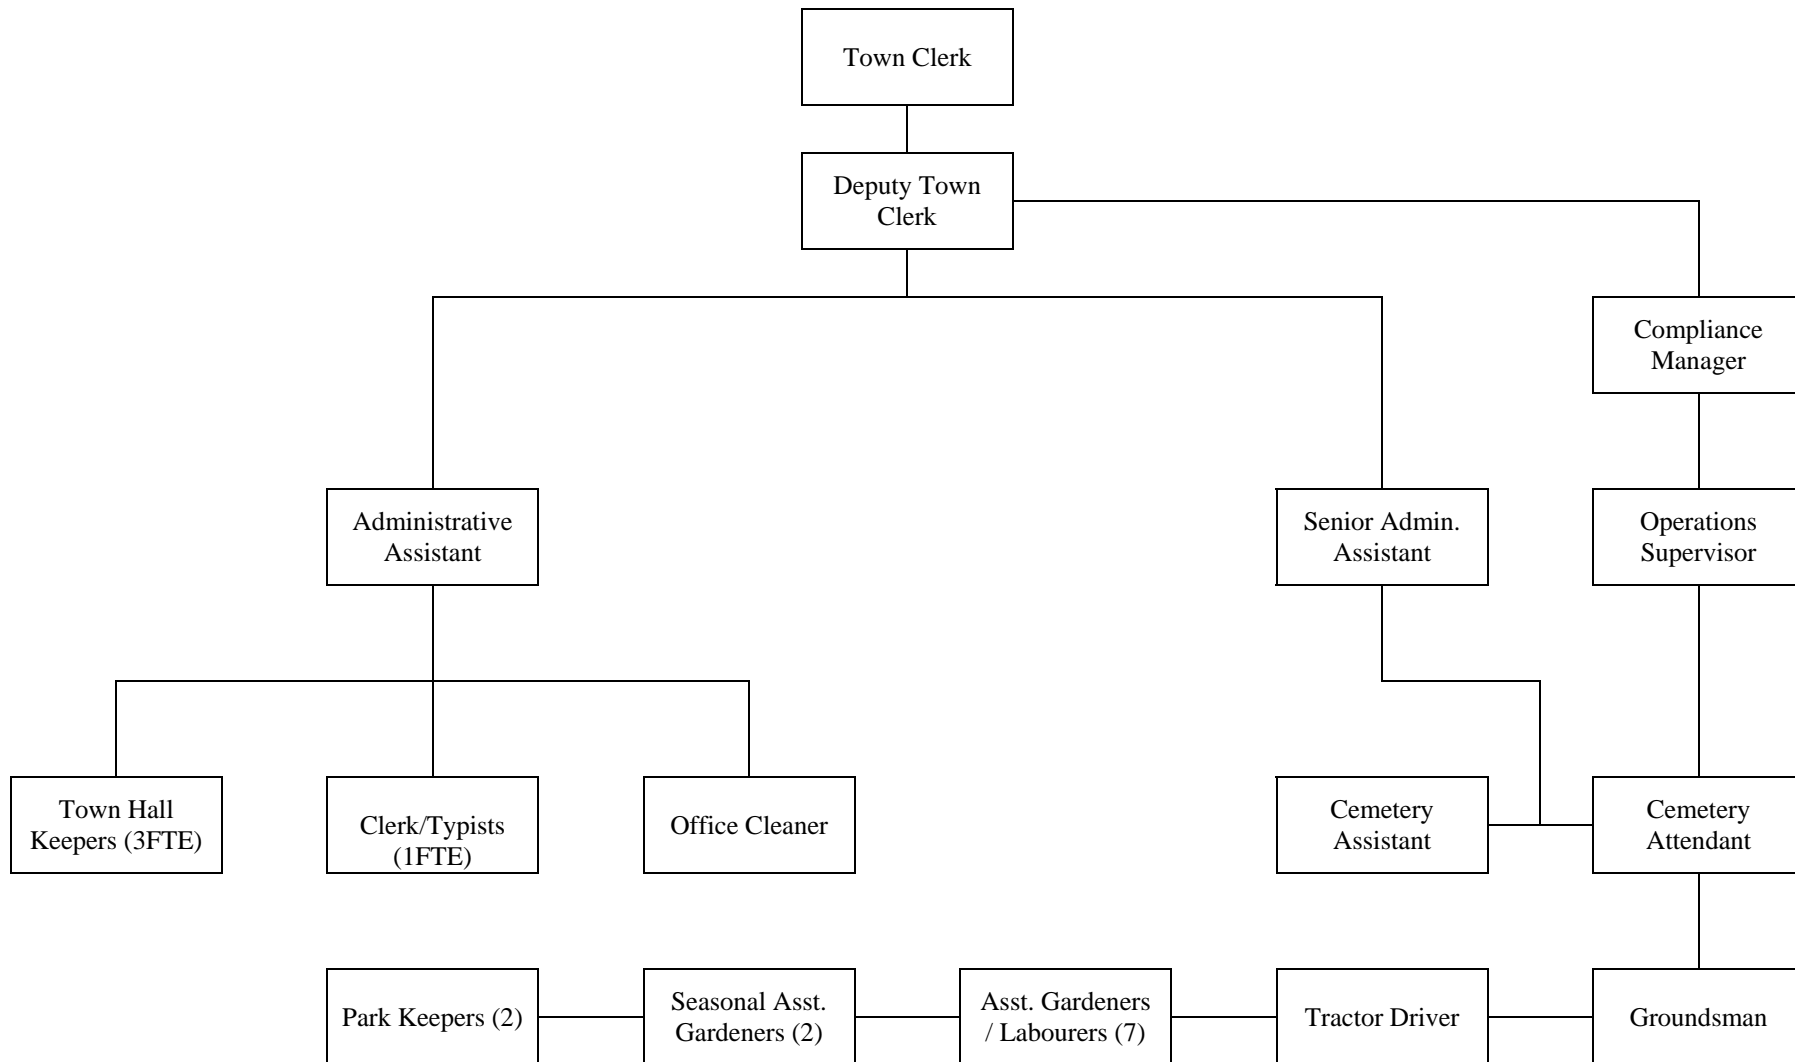 Town Clerk
Deputy Town
Clerk
Compliance
Manager
Administrative
Assistant
Senior Admin.
Assistant
Operations
Supervisor
Town Hall
Keepers (3FTE)
Clerk/Typists
(1FTE)
Office Cleaner
Cemetery
Assistant
Cemetery
Attendant
Park Keepers (2)
Seasonal Asst.
Gardeners (2)
Asst. Gardeners
/ Labourers (7)
Tractor Driver
Groundsman